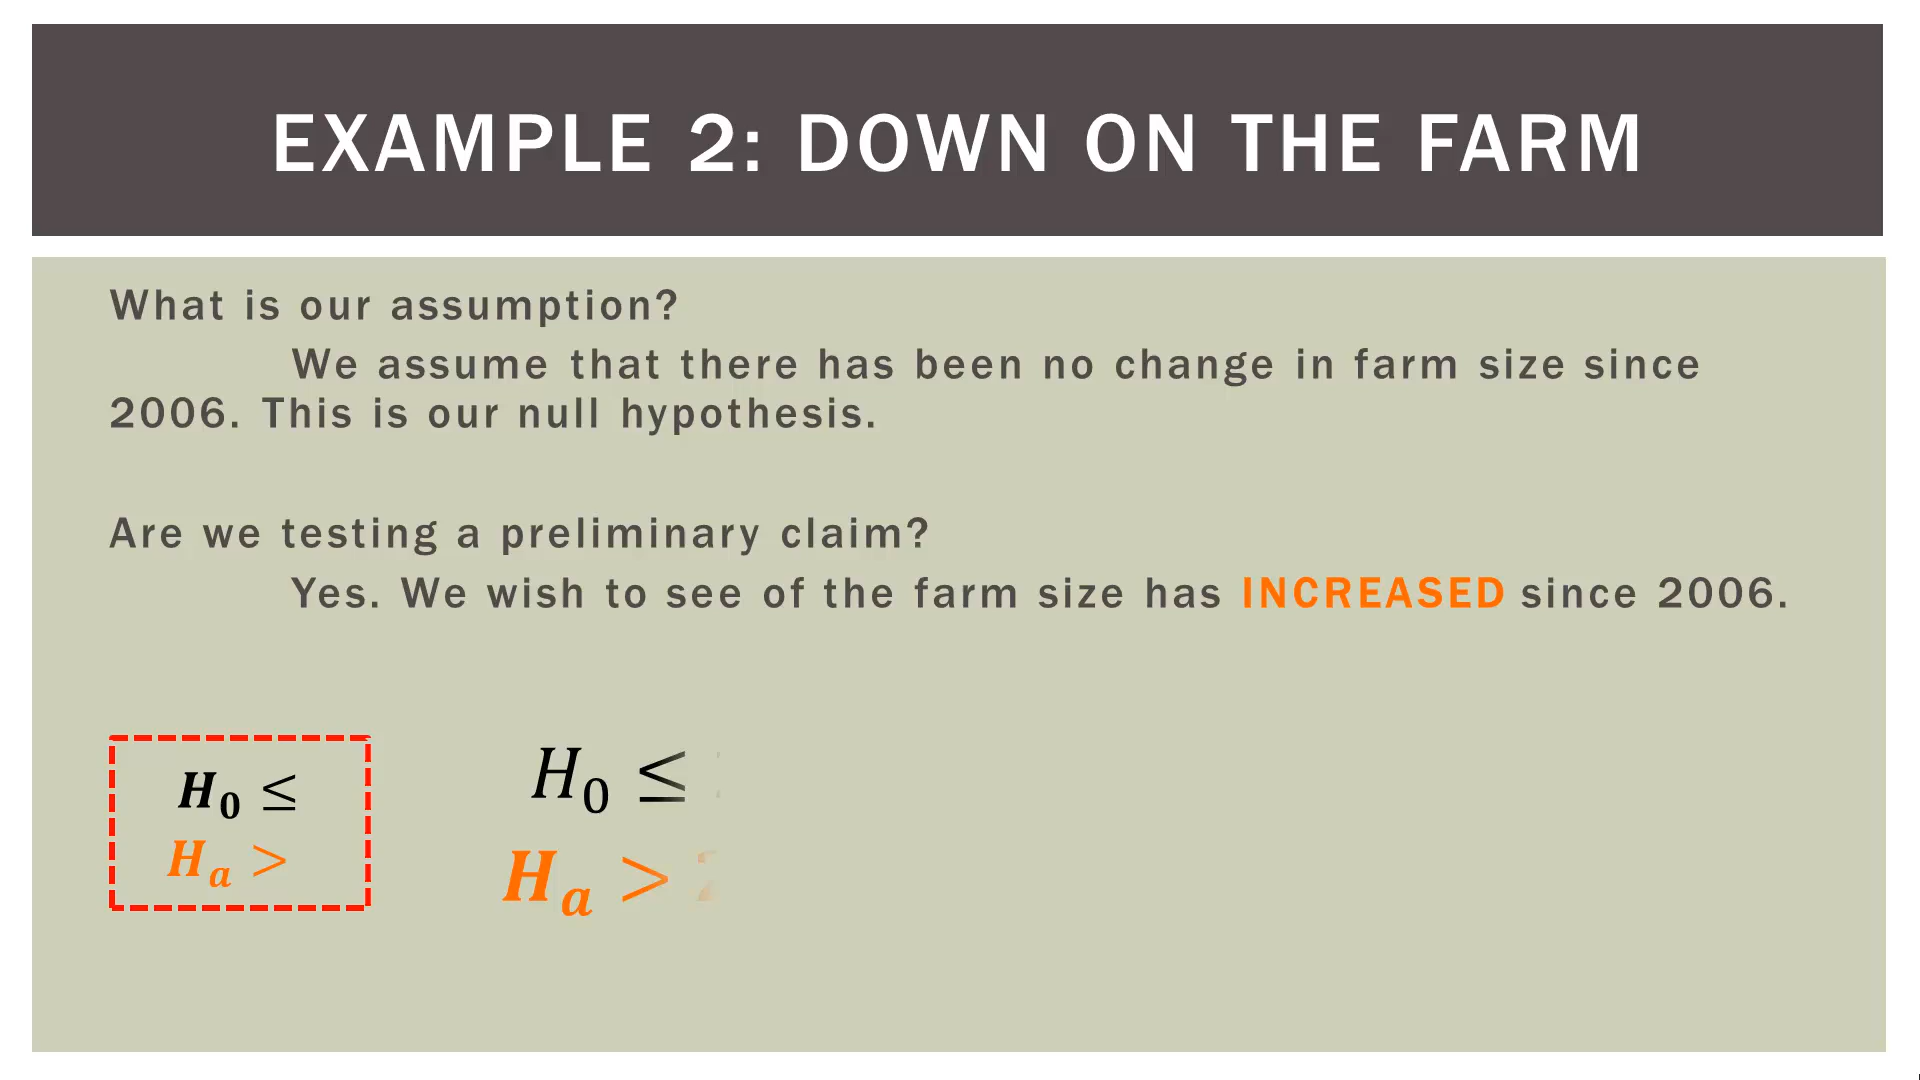 EXAMPLE 2: DOWN ON THE FARM
What is our assumption?
We assume that there has been no change in farm size since
2006. This is our null hypothesis.
Are we testing a preliminary claim?
Yes. We wish to see of the farm size has INCREASED since 2006.
H₀ ≤
Hₐ >
H₀ ≤
Hₐ >